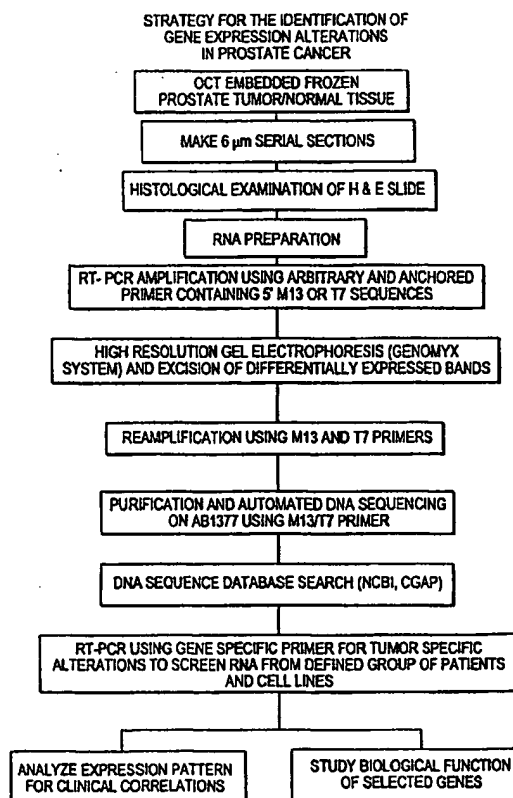 STRATEGY FOR THE IDENTIFICATION OF
GENE EXPRESSION ALTERATIONS
IN PROSTATE CANCER
OCT EMBEDDED FROZEN
PROSTATE TUMOR/NORMAL TISSUE
MAKE 6 μm SERIAL SECTIONS
HISTOLOGICAL EXAMINATION OF H & E SLIDE
RNA PREPARATION
RT- PCR AMPLIFICATION USING ARBITRARY AND ANCHORED
PRIMER CONTAINING 5' M13 OR T7 SEQUENCES
HIGH RESOLUTION GEL ELECTROPHORESIS (GENOMYX
SYSTEM) AND EXCISION OF DIFFERENTIALLY EXPRESSED BANDS
REAMPLIFICATION USING M13 AND T7 PRIMERS
PURIFICATION AND AUTOMATED DNA SEQUENCING
ON AB1377 USING M13/T7 PRIMER
DNA SEQUENCE DATABASE SEARCH (NCBI, CGAP)
RT-PCR USING GENE SPECIFIC PRIMER FOR TUMOR SPECIFIC
ALTERATIONS TO SCREEN RNA FROM DEFINED GROUP OF PATIENTS
AND CELL LINES
ANALYZE EXPRESSION PATTERN
FOR CLINICAL CORRELATIONS
STUDY BIOLOGICAL FUNCTION
OF SELECTED GENES